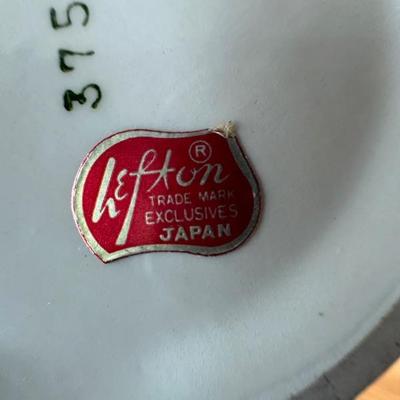 375
Lefton ®
TRADE MARK
EXCLUSIVES
JAPAN